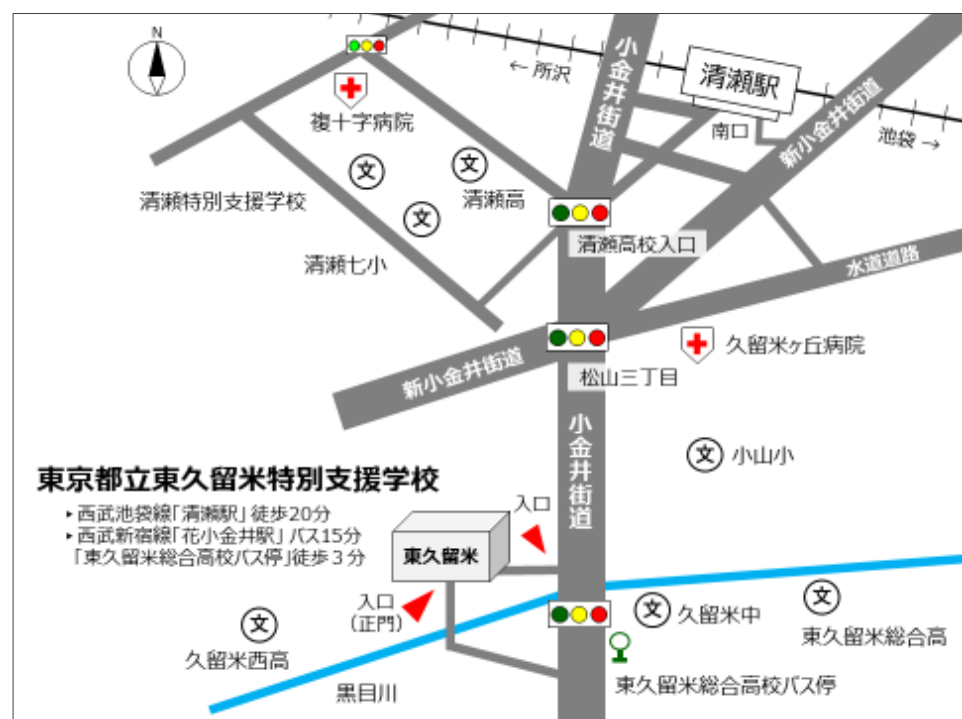 N
小金井街道
← 所沢
清瀬駅
南口
新小金井街道
池袋 →
複十字病院
文
文
文
清瀬高
清瀬特別支援学校
清瀬七小
清瀬高校入口
水道道路
松山三丁目
久留米ヶ丘病院
新小金井街道
小金井街道
文 小山小
東京都立東久留米特別支援学校
▸西武池袋線「清瀬駅」徒歩20分
▸西武新宿線「花小金井駅」バス15分
「東久留米総合高校バス停」徒歩３分
入口
東久留米
入口
（正門）
文
久留米西高
文 久留米中
文
東久留米総合高
東久留米総合高校バス停
黒目川